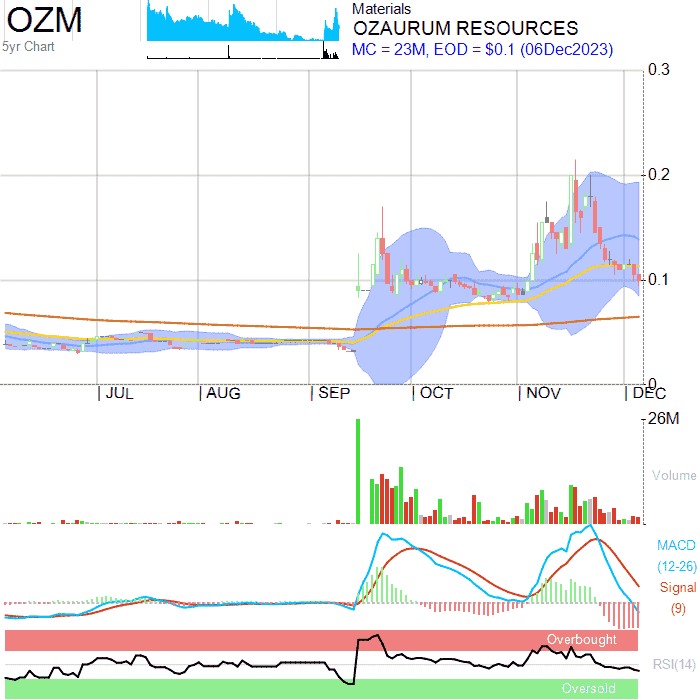 OZM
5yr Chart
Materials
OZAURUM RESOURCES
MC = 23M, EOD = $0.1 (06Dec2023)
0.3
0.2
0.1
0
| JUL | AUG | SEP | OCT | NOV | DEC
26M
Volume
MACD
(12-26)
Signal
(9)
Overbought
RSI(14)
Oversold